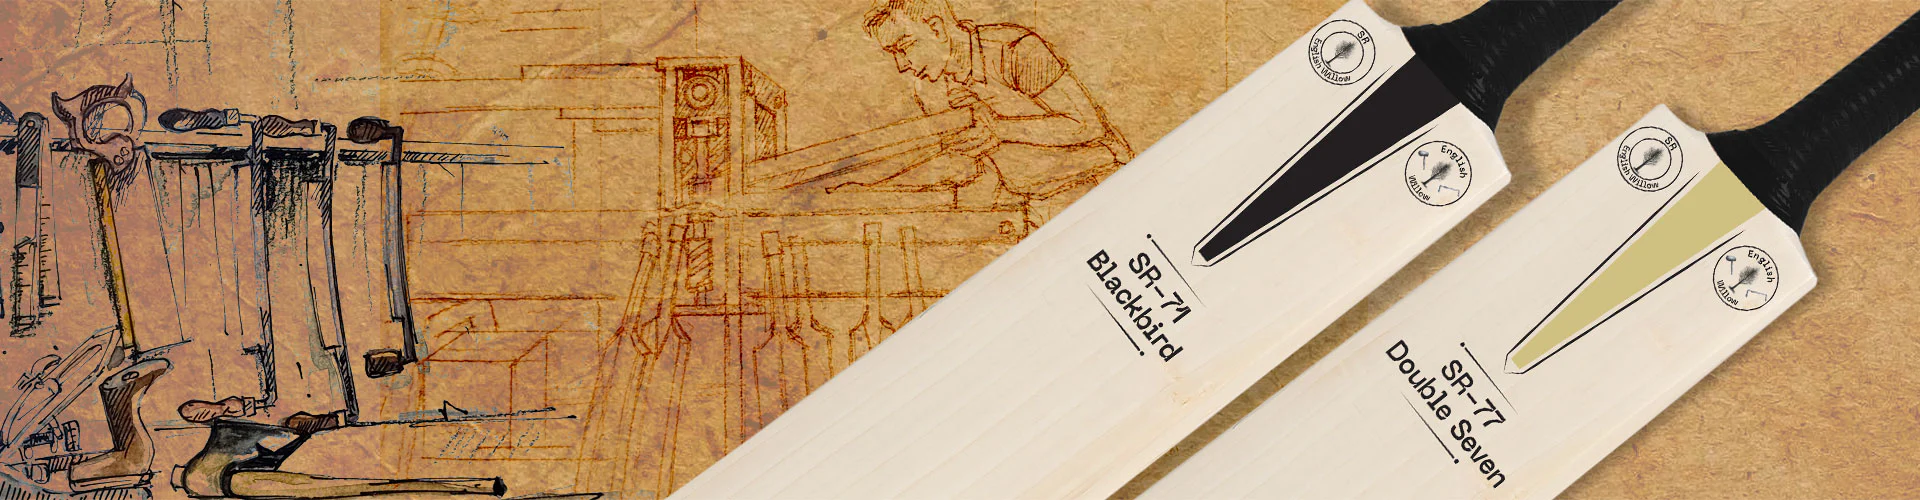 SR
English Willow
English
Willow
SR-71
Blackbird
SR
English Willow
English
Willow
SR-77
Double Seven